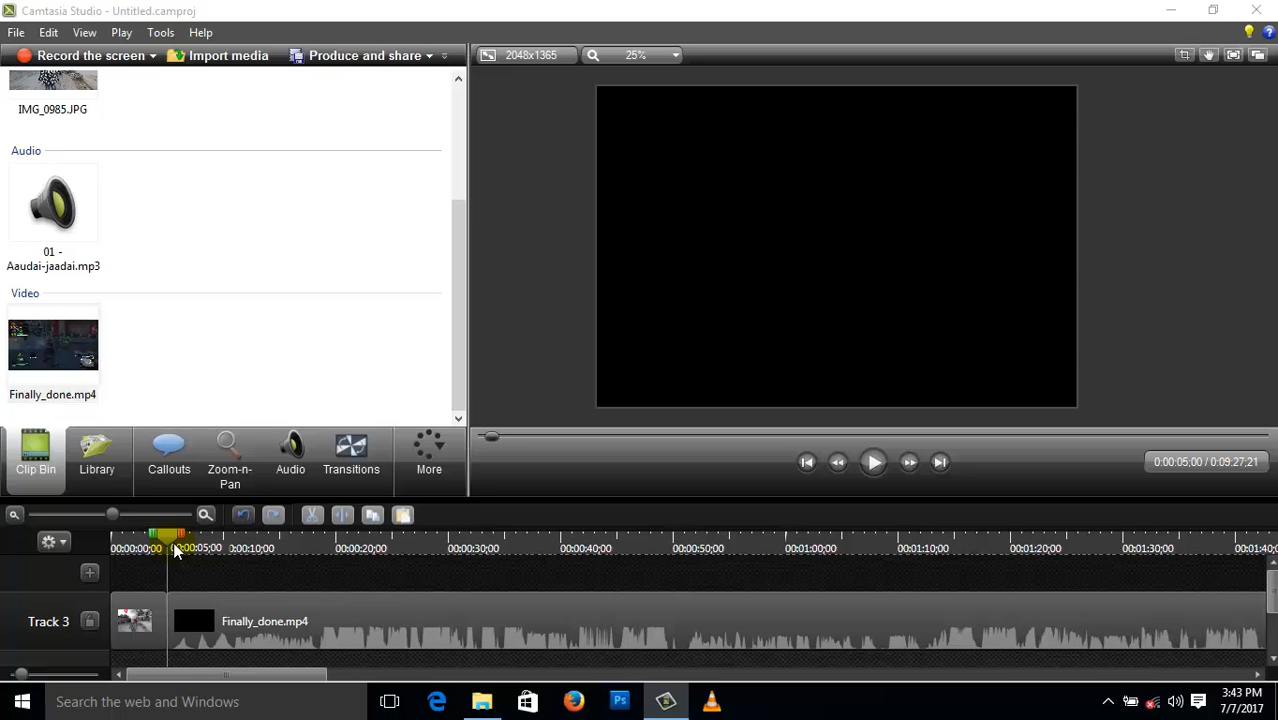 Camtasia Studio - Untitled.camproj
File Edit View Play Tools Help
Record the screen Import media Produce and share
2048x1365 25%
IMG_0985.JPG
Audio
01 -
Aaudai-jaadai.mp3
Video
Finally_done.mp4
Clip Bin Library Callouts Zoom-n-
Pan Audio Transitions More
0:00:05;00 / 0:09:27;21
00:00:00;00 00:00:05;00 0:00:10;00 00:00:20;00 00:00:30;00 00:00:40;00 00:00:50;00 00:01:00;00 00:01:10;00 00:01:20;00 00:01:30;00 00:01:40;0
Track 3 Finally_done.mp4
Search the web and Windows
Ps
3:43 PM
7/7/2017